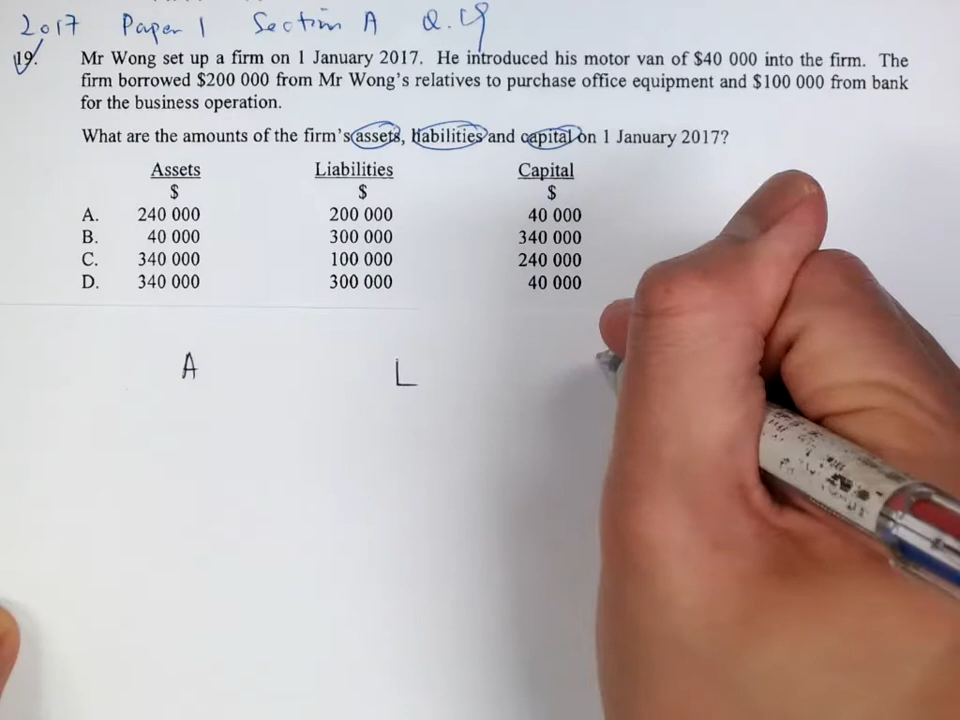 2017 Paper 1 Section A Q.19
19. Mr Wong set up a firm on 1 January 2017. He introduced his motor van of $40 000 into the firm. The
firm borrowed $200 000 from Mr Wong's relatives to purchase office equipment and $100 000 from bank
for the business operation.
What are the amounts of the firm's assets, liabilities and capital on 1 January 2017?
Assets Liabilities Capital
$ $ $
A. 240 000 200 000 40 000
B. 40 000 300 000 340 000
C. 340 000 100 000 240 000
D. 340 000 300 000 40 000
A L